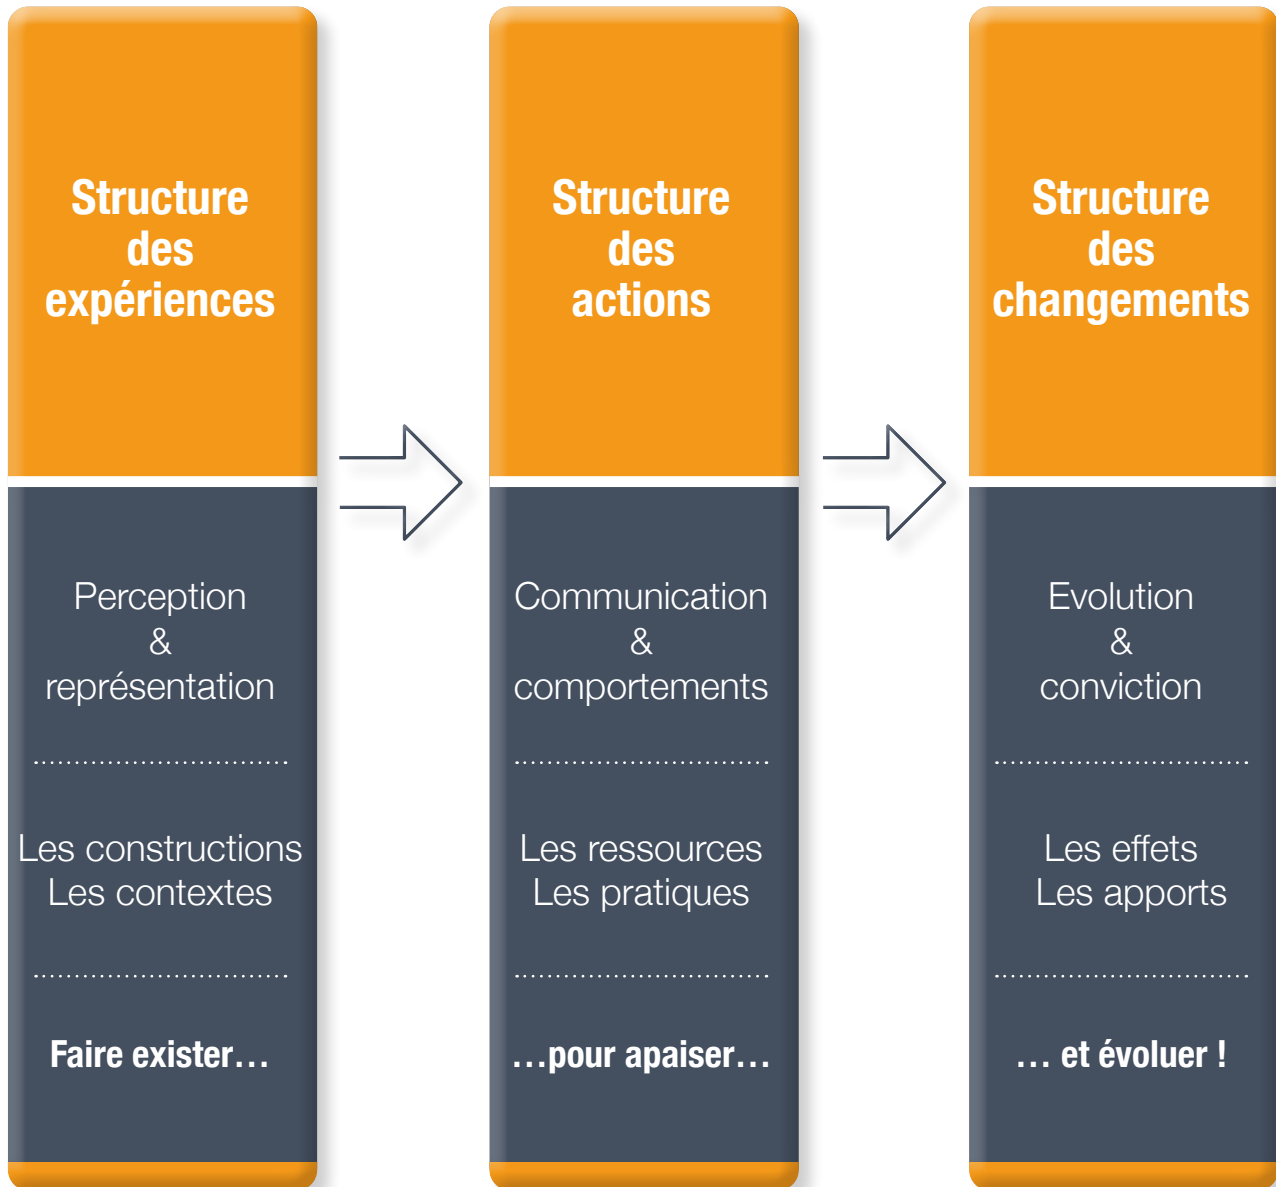 Structure
des
expériences
Perception
&
représentation
Les constructions
Les contextes
Faire exister…
Structure
des
actions
Communication
&
comportements
Les ressources
Les pratiques
…pour apaiser…
Structure
des
changements
Evolution
&
conviction
Les effets
Les apports
… et évoluer !